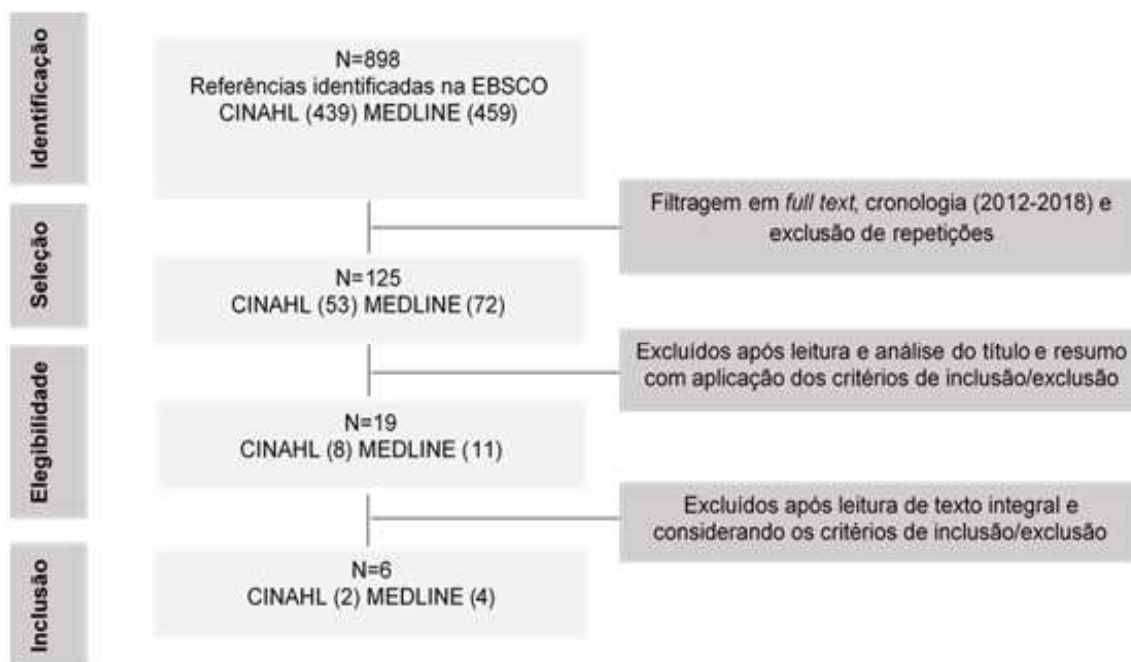 Identificação
N=898
Referências identificadas na EBSCO
CINAHL (439) MEDLINE (459)
Filtragem em full text, cronologia (2012-2018) e
exclusão de repetições
Seleção
N=125
CINAHL (53) MEDLINE (72)
Excluídos após leitura e análise do título e resumo
com aplicação dos critérios de inclusão/exclusão
Elegibilidade
N=19
CINAHL (8) MEDLINE (11)
Excluídos após leitura de texto integral e
considerando os critérios de inclusão/exclusão
Inclusão
N=6
CINAHL (2) MEDLINE (4)